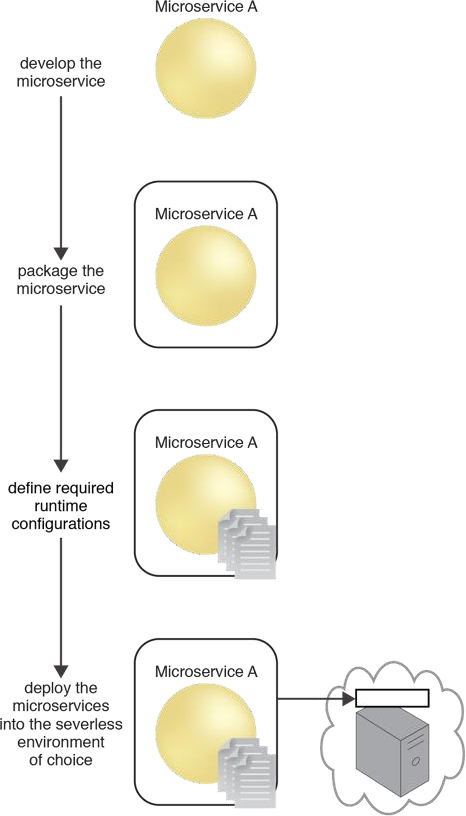 Microservice A
develop the
microservice
Microservice A
package the
microservice
Microservice A
define required
runtime
configurations
Microservice A
deploy the
microservices
into the severless
environment
of choice